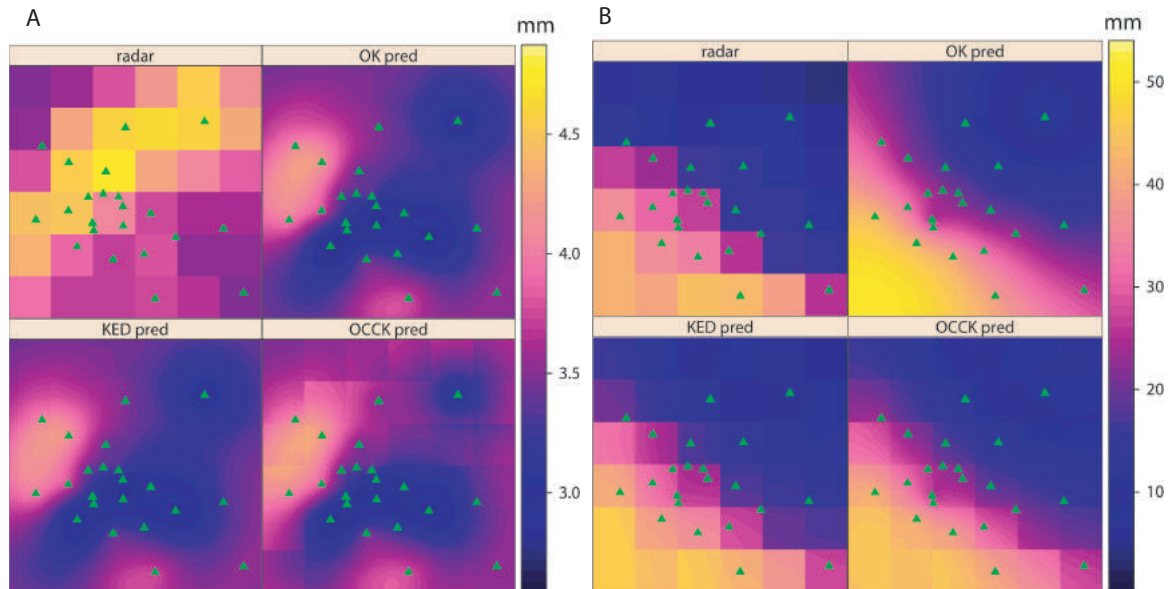 A
mm
radar
OK pred
4.5
4.0
KED pred
OCCK pred
3.5
3.0
B
mm
radar
OK pred
50
40
30
KED pred
OCCK pred
20
10